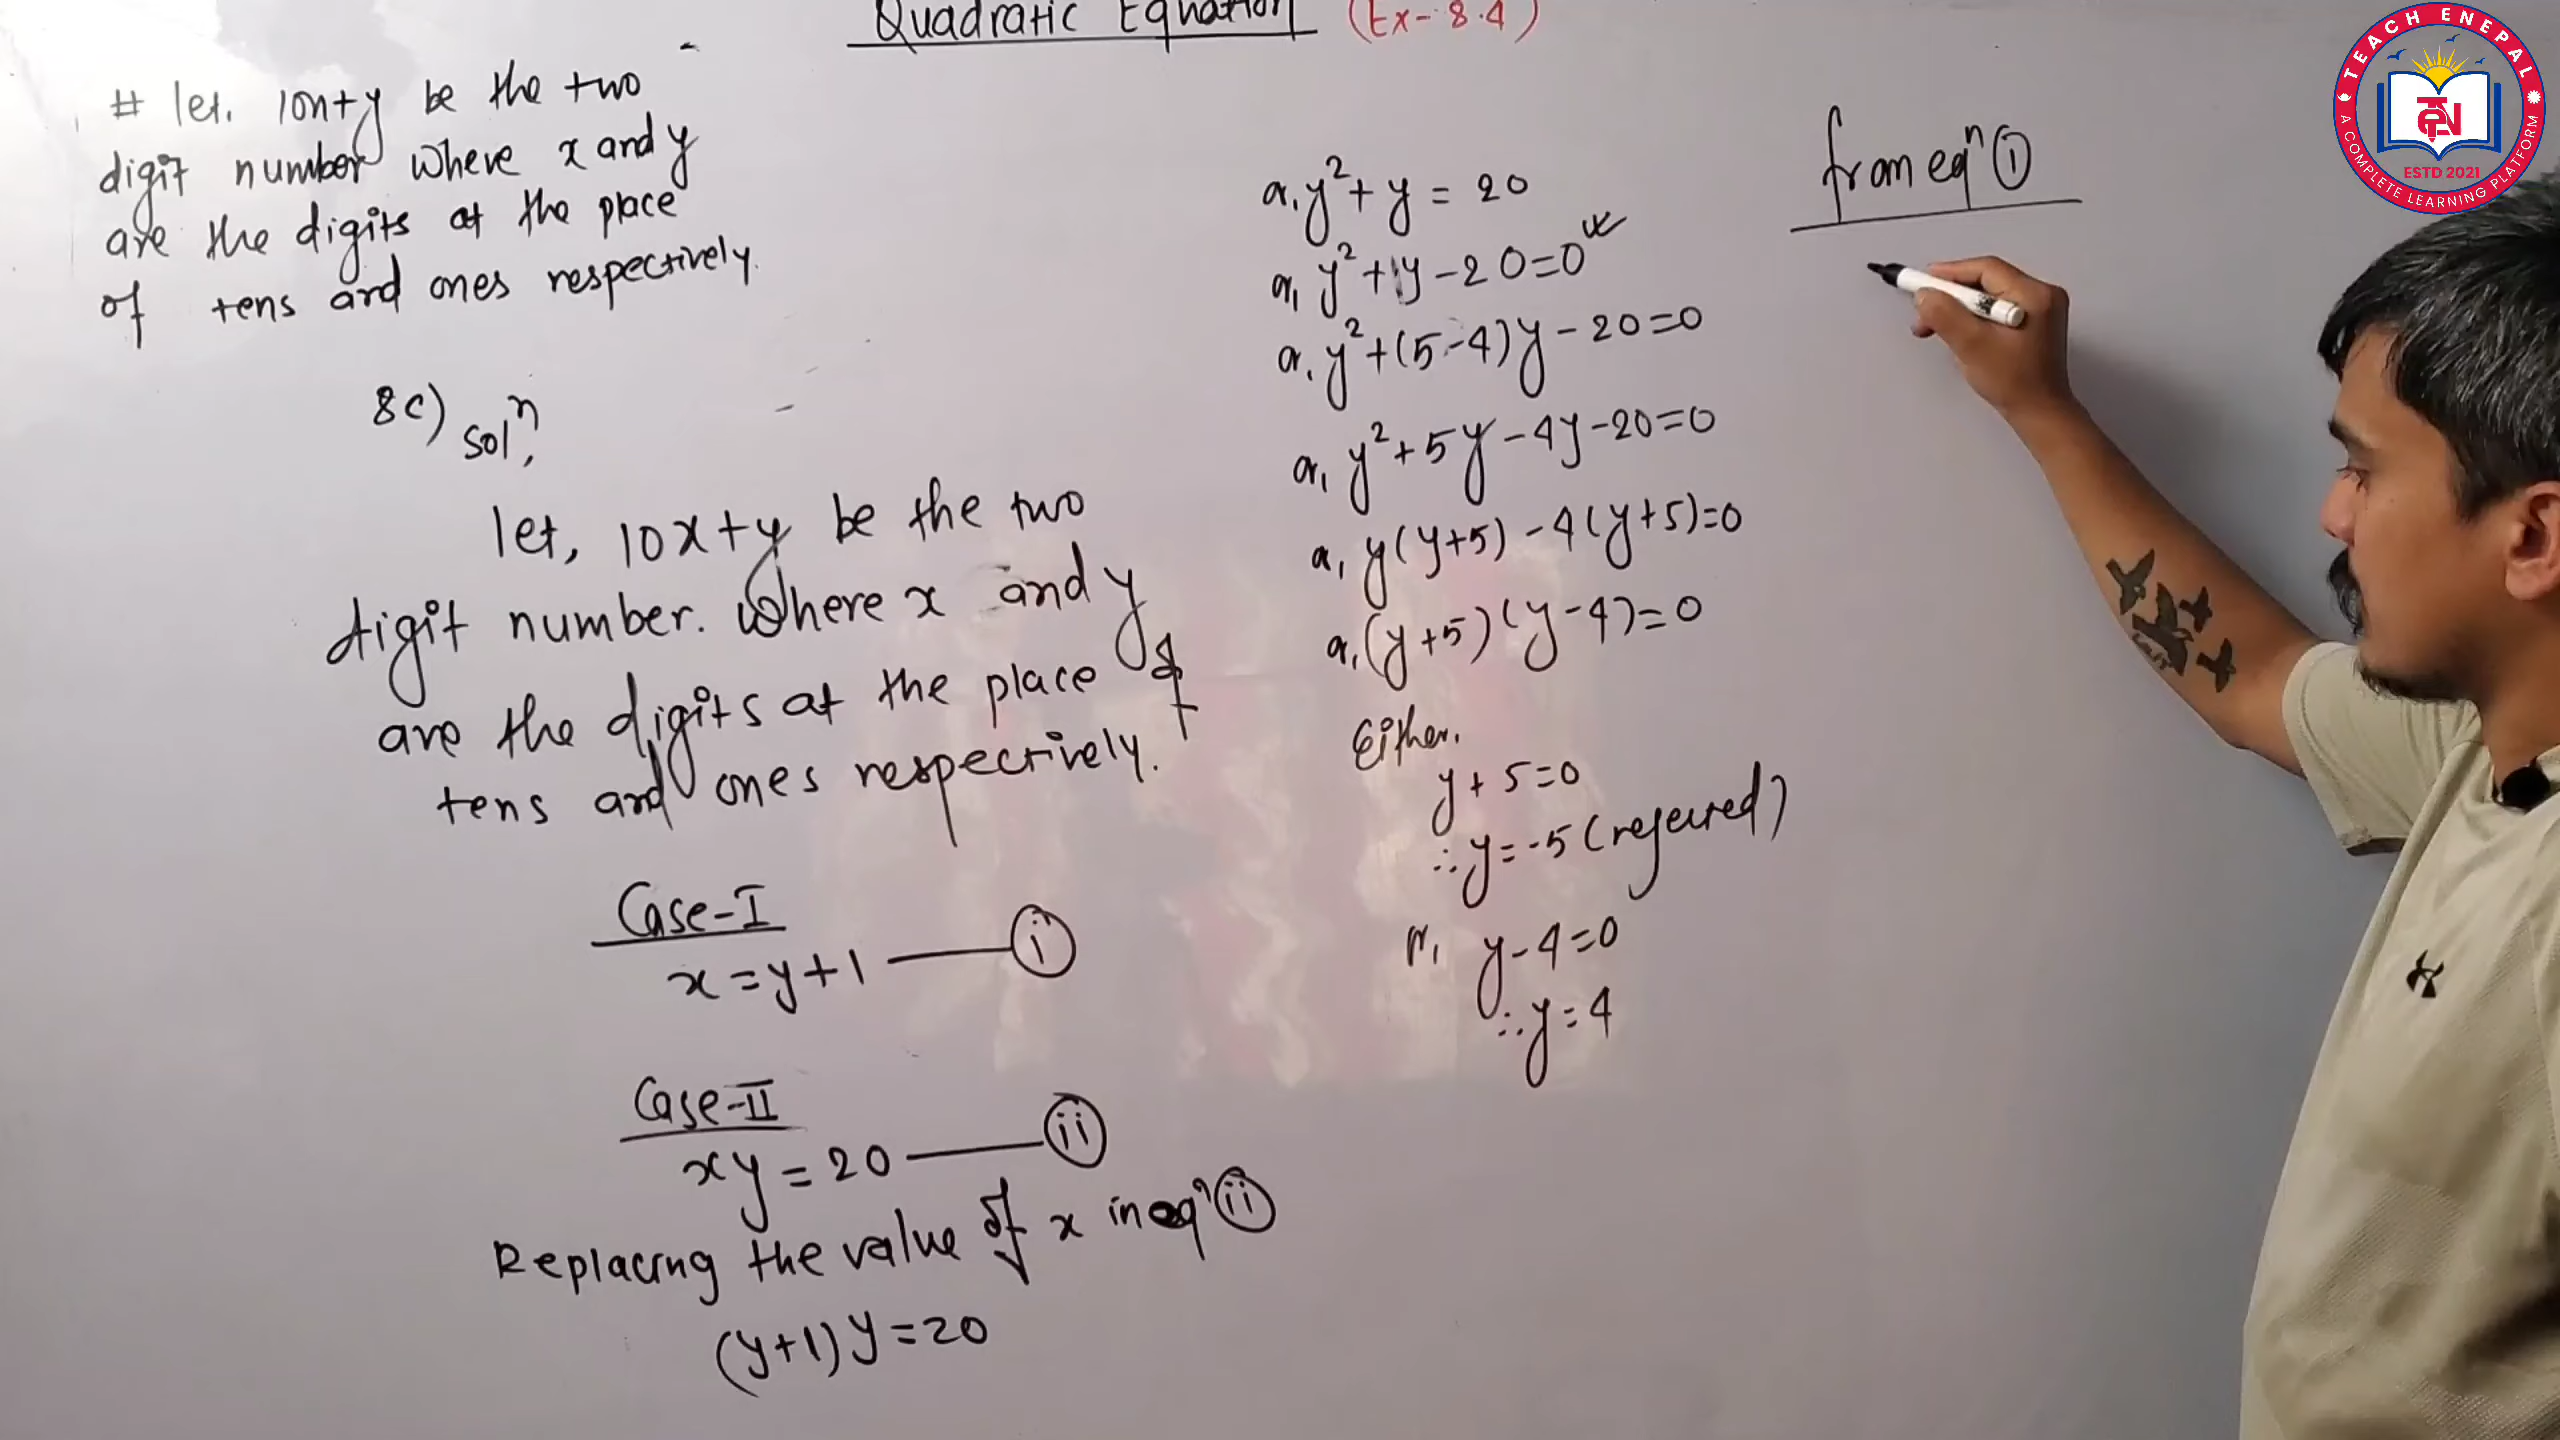 Quadratic Equation (Ex-8.4)
# let. 10x+y be the two
digit number where x and y
are the digits at the place
of tens and ones respectively.
8c) Solⁿ,
let, 10x+y be the two
digit number. Where x and y
are the digits at the place of
tens and ones respectively.
Case-I
x=y+1 ——— (i)
Case-II
xy=20 ——— (ii)
Replacing the value of x in eqⁿ (ii)
(y+1)y=20
or, y²+y=20
or, y²+1y-20=0
or, y²+(5-4)y-20=0
or, y²+5y-4y-20=0
or, y(y+5)-4(y+5)=0
or, (y+5)(y-4)=0
Either,
y+5=0
∴y=-5 (rejected)
or, y-4=0
∴y=4
from eqⁿ (i)
TEACH ENEPAL
TEN
ESTD 2021
A COMPLETE LEARNING PLATFORM